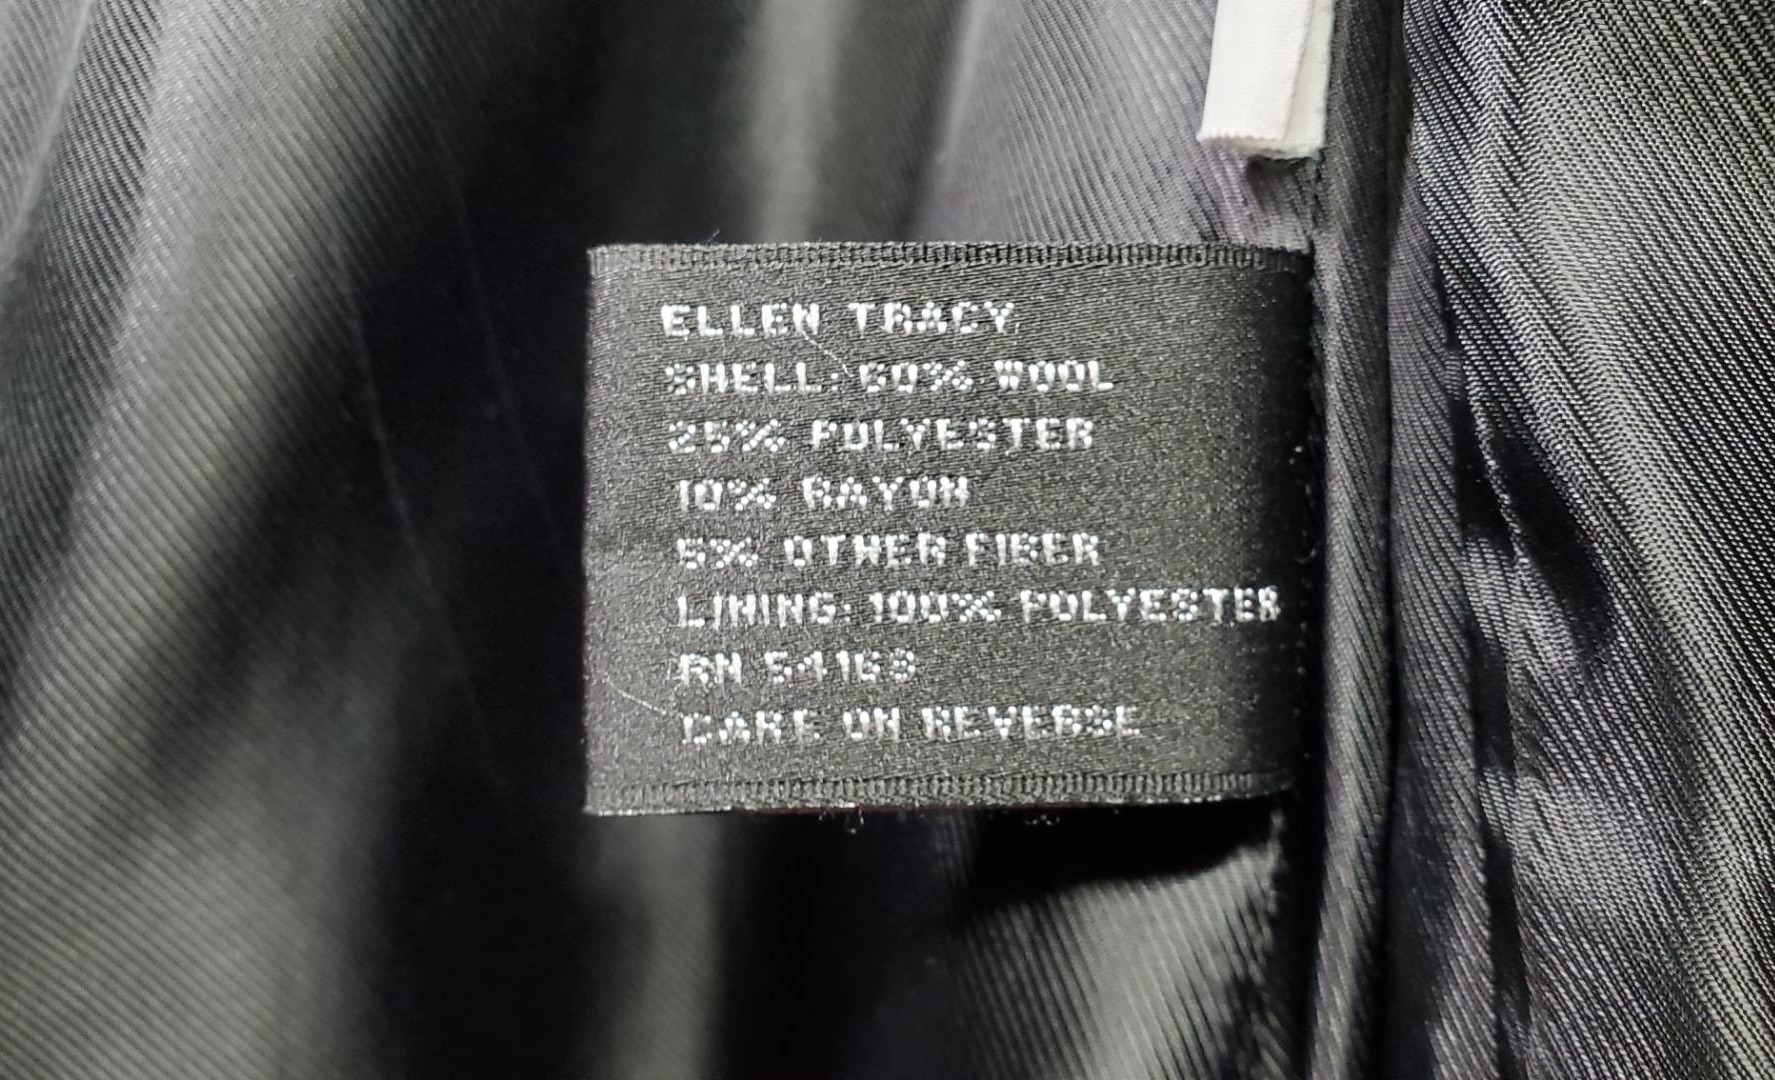 ELLEN TRACY
SHELL: 60% WOOL
25% POLYESTER
10% RAYON
5% OTHER FIBER
LINING: 100% POLYESTER
RN 54163
CARE ON REVERSE